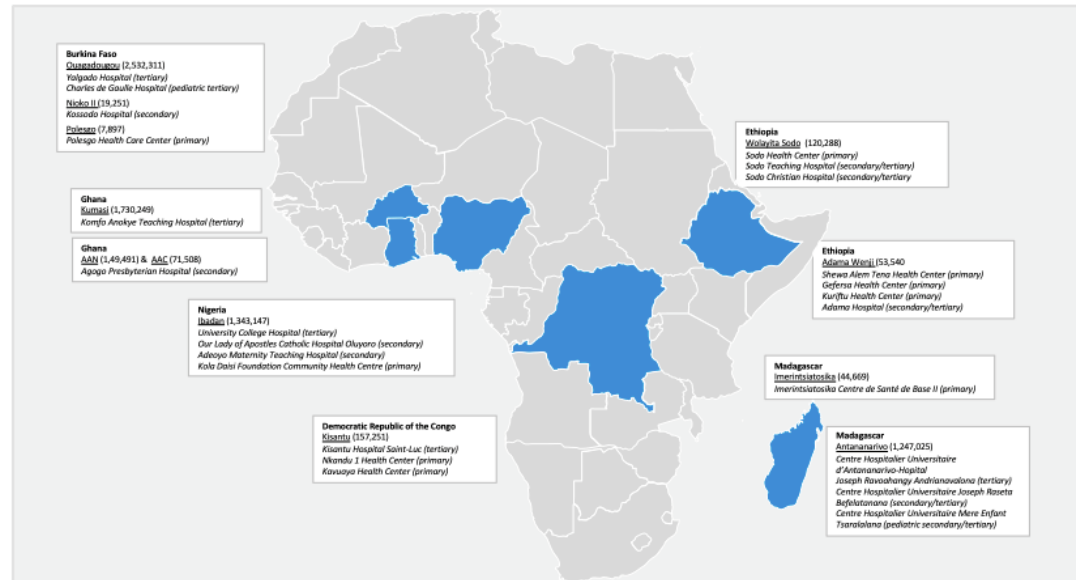 Burkina Faso
Ouagadougou (2,532,311)
Yalgado Hospital (tertiary)
Charles de Gaulle Hospital (pediatric tertiary)
Nioko II (19,251)
Kossodo Hospital (secondary)
Polesgo (7,897)
Polesgo Health Care Center (primary)
Ghana
Kumasi (1,730,249)
Komfo Anokye Teaching Hospital (tertiary)
Ghana
AAN (1,49,491) & AAC (71,508)
Agogo Presbyterian Hospital (secondary)
Nigeria
Ibadan (1,343,147)
University College Hospital (tertiary)
Our Lady of Apostles Catholic Hospital Oluyoro (secondary)
Adeoyo Maternity Teaching Hospital (secondary)
Kola Daisi Foundation Community Health Centre (primary)
Democratic Republic of the Congo
Kisantu (157,251)
Kisantu Hospital Saint-Luc (tertiary)
Nkandu 1 Health Center (primary)
Kavuaya Health Center (primary)
Ethiopia
Wolayita Sodo (120,288)
Sodo Health Center (primary)
Sodo Teaching Hospital (secondary/tertiary)
Sodo Christian Hospital (secondary/tertiary
Ethiopia
Adama Wenji (53,540
Shewa Alem Tena Health Center (primary)
Gefersa Health Center (primary)
Kuriftu Health Center (primary)
Adama Hospital (secondary/tertiary)
Madagascar
Imerintsiatosika (44,669)
Imerintsiatosika Centre de Santé de Base II (primary)
Madagascar
Antananarivo (1,247,025)
Centre Hospitalier Universitaire
d'Antananarivo-Hopital
Joseph Ravoahangy Andrianavalona (tertiary)
Centre Hospitalier Universitaire Joseph Raseta
Befelatanana (secondary/tertiary)
Centre Hospitalier Universitaire Mere Enfant
Tsaralalana (pediatric secondary/tertiary)